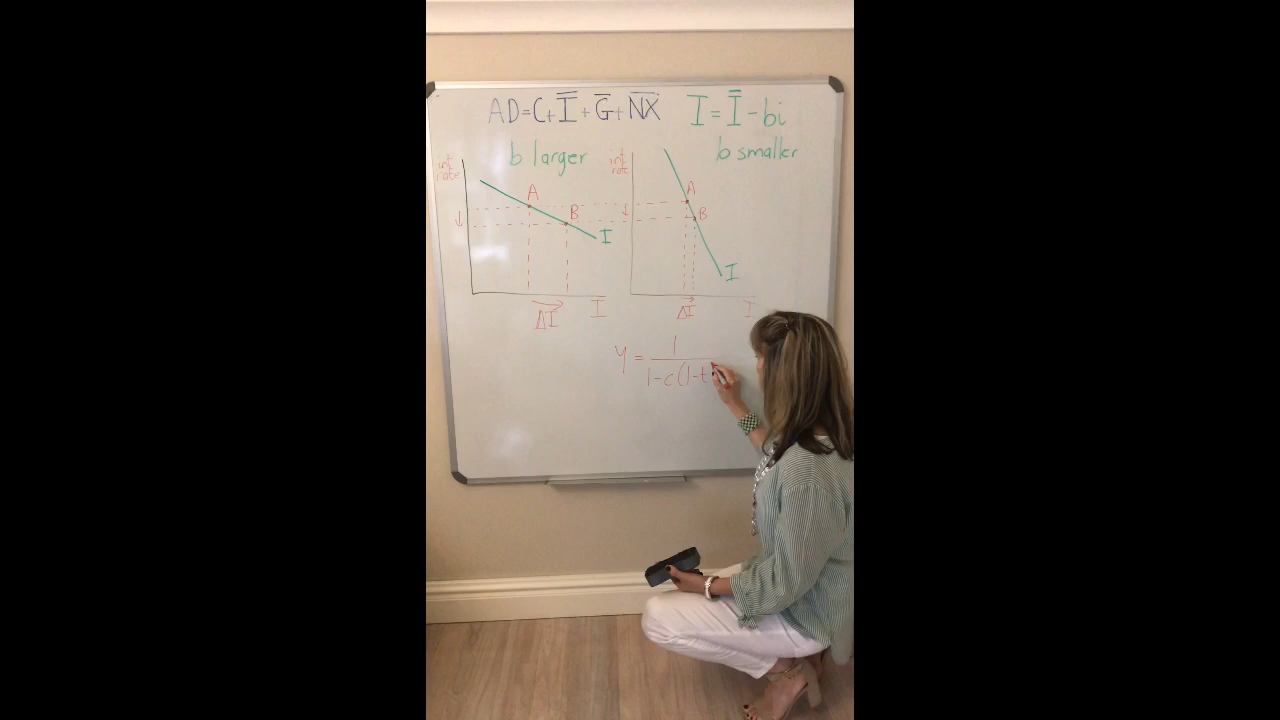 AD = C + I̅ + G̅ + N̅X̅
I = I̿ - bi
b larger
b smaller
int rate
↓
A
B
I
ΔI
I
int rate
↓
A
B
I
ΔI
I
Y = 1 / 1-c(1-t